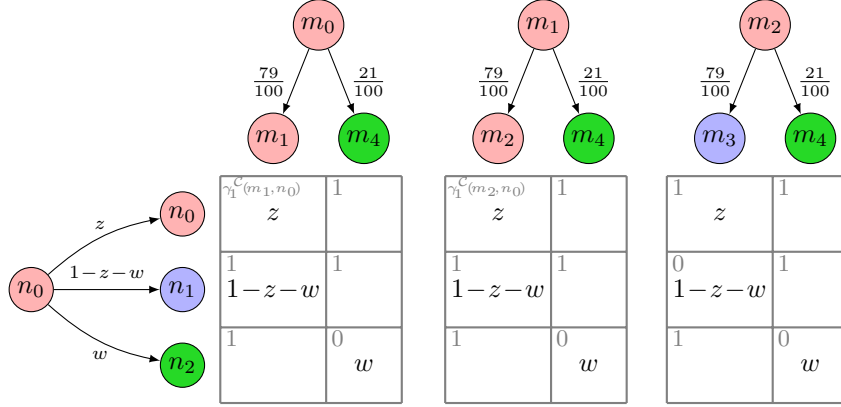 m₀ m₁ m₂
79/100 21/100 79/100 21/100 79/100 21/100
m₁ m₄ m₂ m₄ m₃ m₄
γ₁^C(m₁,n₀) 1 γ₁^C(m₂,n₀) 1 1 1
n₀ z z z
z
1 1 1 1 0 1
n₀ 1−z−w n₁ 1−z−w 1−z−w 1−z−w
1 0 1 0 1 0
w
n₂ w w w